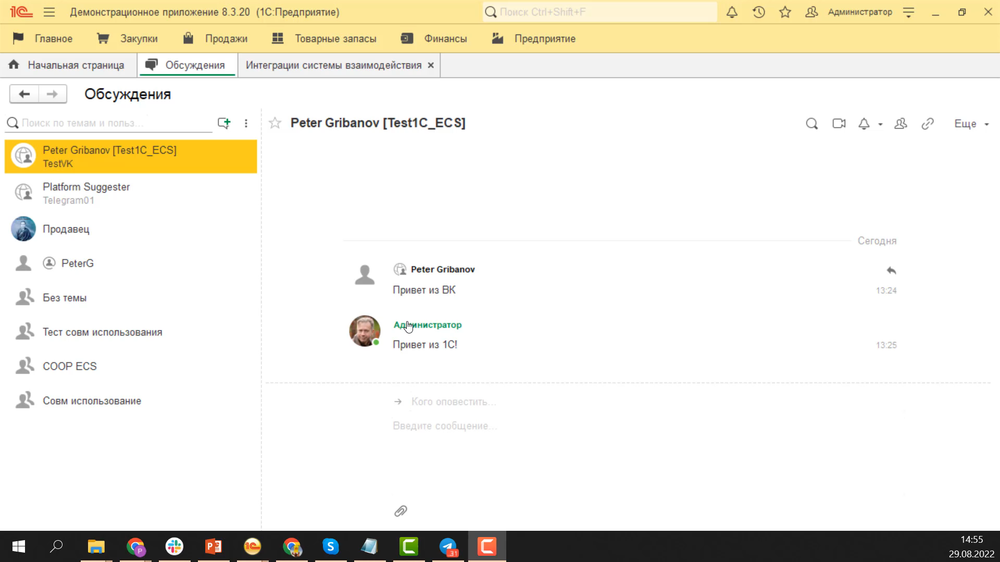 1С Демонстрационное приложение 8.3.20 (1С:Предприятие) Поиск Ctrl+Shift+F Администратор
Главное Закупки Продажи Товарные запасы Финансы Предприятие
Начальная страница Обсуждения Интеграции системы взаимодействия ×
Обсуждения
Поиск по темам и польз...
Peter Gribanov [Test1C_ECS]
Еще
Peter Gribanov [Test1C_ECS]
TestVK
Platform Suggester
Telegram01
Продавец
PeterG
Без темы
Тест совм использования
COOP ECS
Совм использование
Сегодня
Peter Gribanov
Привет из ВК
13:24
Администратор
Привет из 1С!
13:25
Кого оповестить...
Введите сообщение...
P
P
1С
S
C
31
C
14:55
29.08.2022